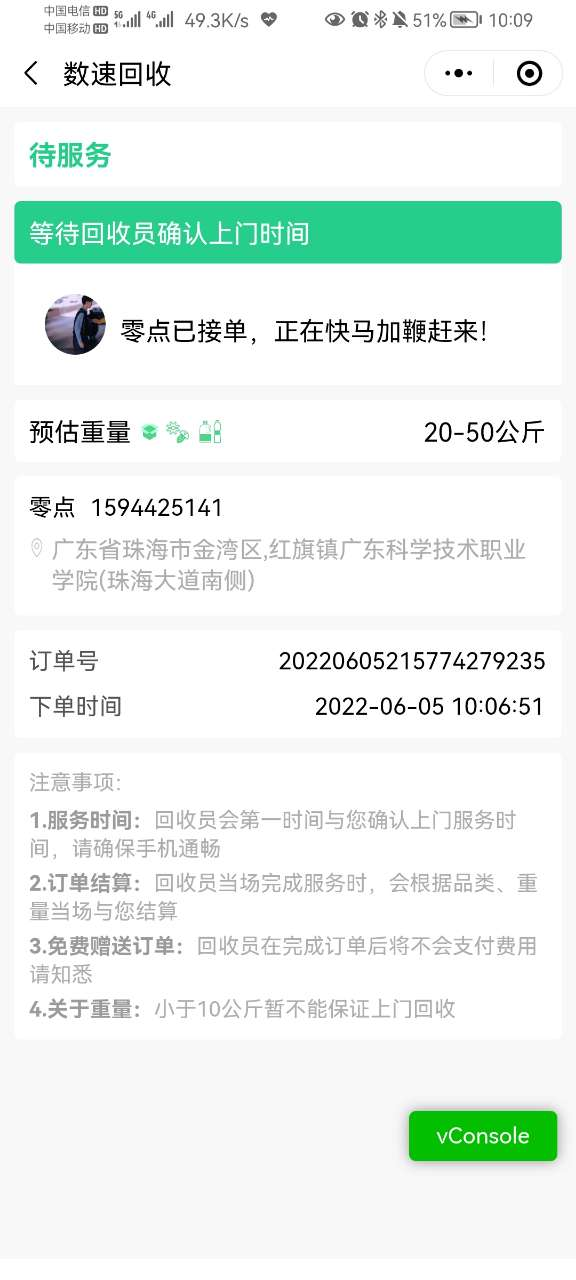 中国电信 HD 5G 4G 49.3K/s 51% 10:09
中国移动 HD
数速回收
待服务
等待回收员确认上门时间
零点已接单，正在快马加鞭赶来！
预估重量 20-50公斤
零点 1594425141
广东省珠海市金湾区,红旗镇广东科学技术职业
学院(珠海大道南侧)
订单号 20220605215774279235
下单时间 2022-06-05 10:06:51
注意事项:
1.服务时间：回收员会第一时间与您确认上门服务时
间，请确保手机通畅
2.订单结算：回收员当场完成服务时，会根据品类、重
量当场与您结算
3.免费赠送订单：回收员在完成订单后将不会支付费用
请知悉
4.关于重量：小于10公斤暂不能保证上门回收
vConsole